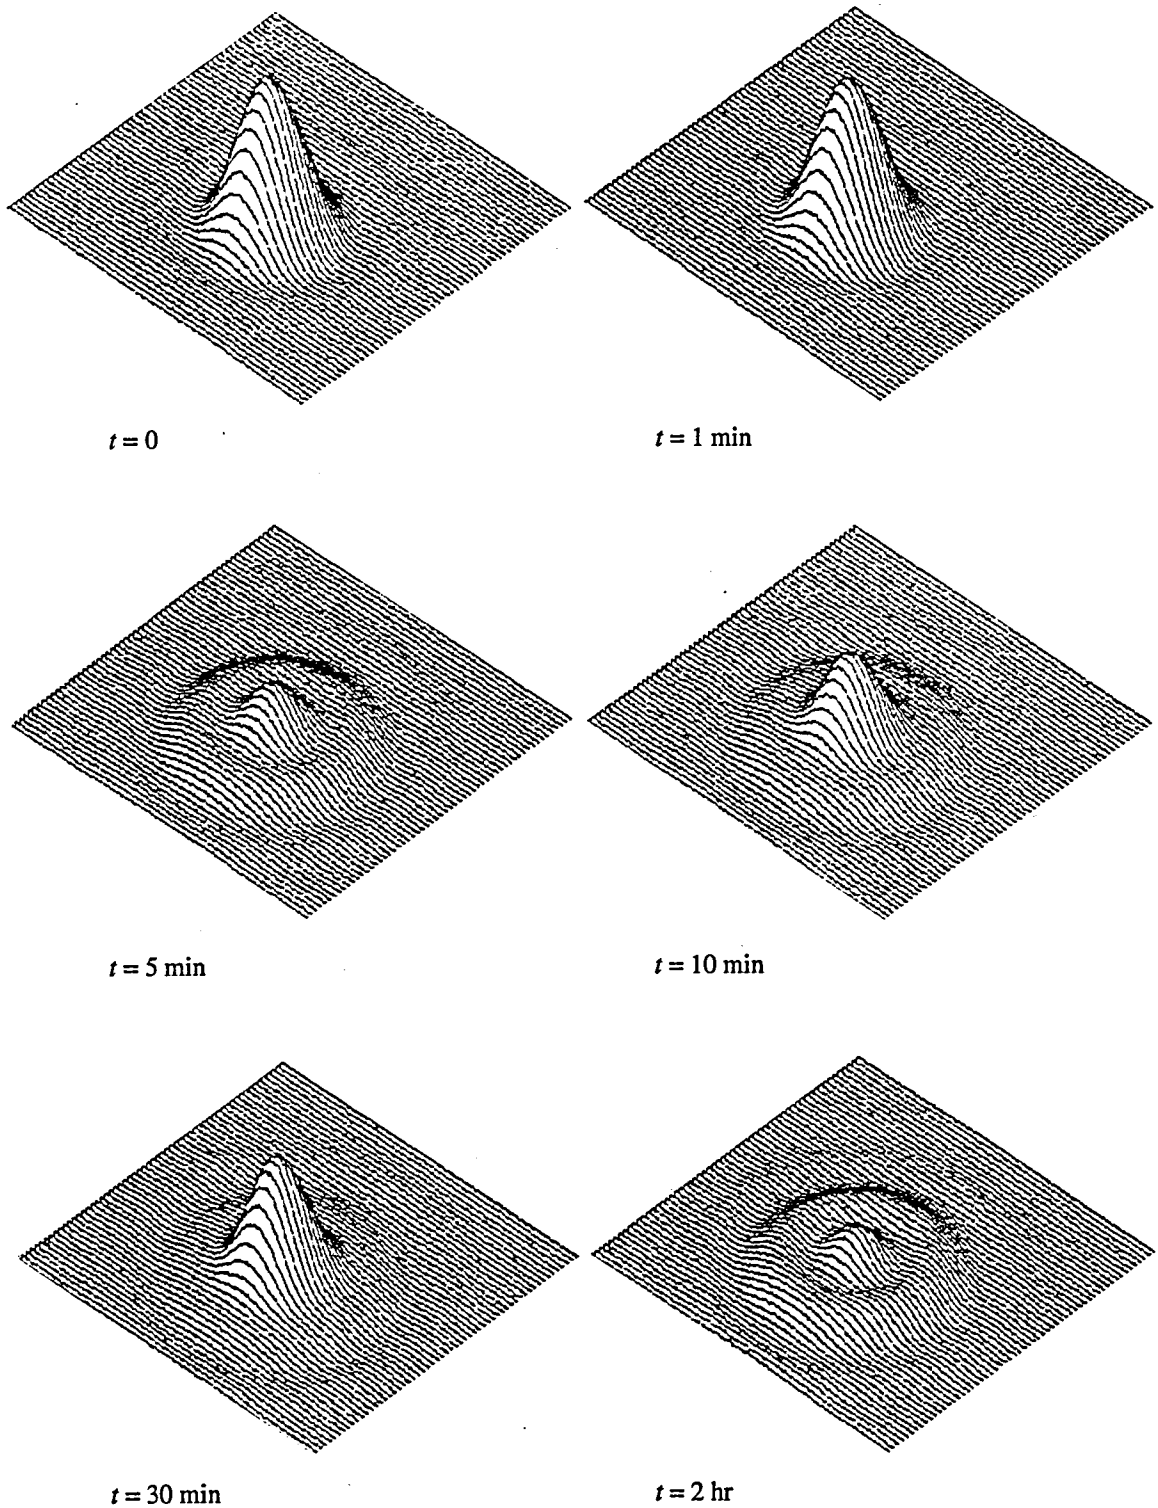 t = 0
t = 1 min
t = 5 min
t = 10 min
t = 30 min
t = 2 hr